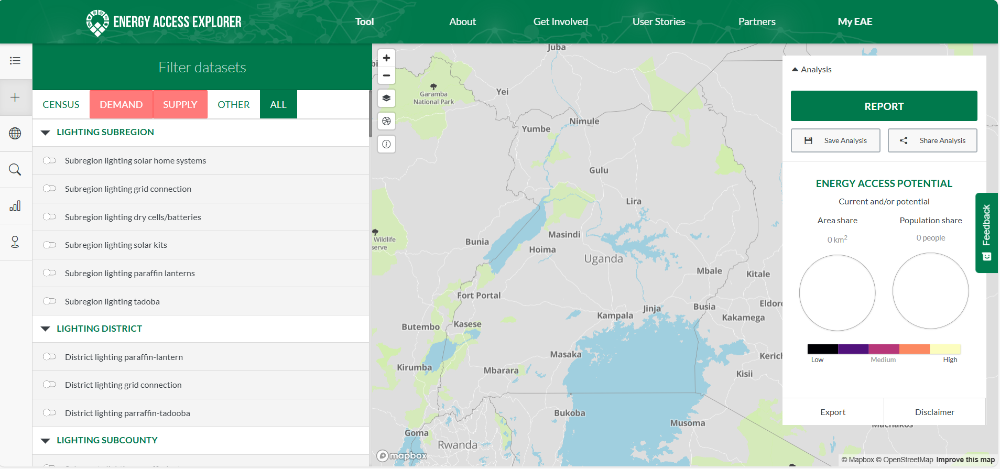 ENERGY ACCESS EXPLORER
Tool
About
Get Involved
User Stories
Partners
My EAE
Filter datasets
CENSUS
DEMAND
SUPPLY
OTHER
ALL
LIGHTING SUBREGION
Subregion lighting solar home systems
Subregion lighting grid connection
Subregion lighting dry cells/batteries
Subregion lighting solar kits
Subregion lighting paraffin lanterns
Subregion lighting tadoba
LIGHTING DISTRICT
District lighting paraffin-lantern
District lighting grid connection
District lighting parraffin-tadooba
LIGHTING SUBCOUNTY
Juba
Garamba
National Park
Yei
Yumbe
Nimule
Gulu
Lira
Masindi
Wildlife
Bunia
Hoima
Uganda
Mbale
Kitale
Fort Portal
Kampala
Jinja
Busia
Kakamega
Butembo
Kasese
Masaka
Kirumba
Mbarara
Kisii
Bukoba
Musoma
Goma
Rwanda
mapbox
Analysis
REPORT
Save Analysis
Share Analysis
ENERGY ACCESS POTENTIAL
Current and/or potential
Area share
Population share
0 km2
0 people
Low
Medium
High
Export
Disclaimer
Feedback
© Mapbox © OpenStreetMap Improve this map